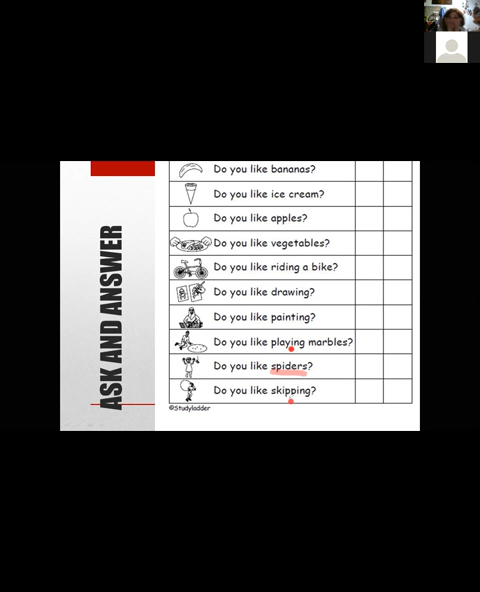 ASK AND ANSWER
Do you like bananas?
Do you like ice cream?
Do you like apples?
Do you like vegetables?
Do you like riding a bike?
Do you like drawing?
Do you like painting?
Do you like playing marbles?
Do you like spiders?
Do you like skipping?
©Studyladder